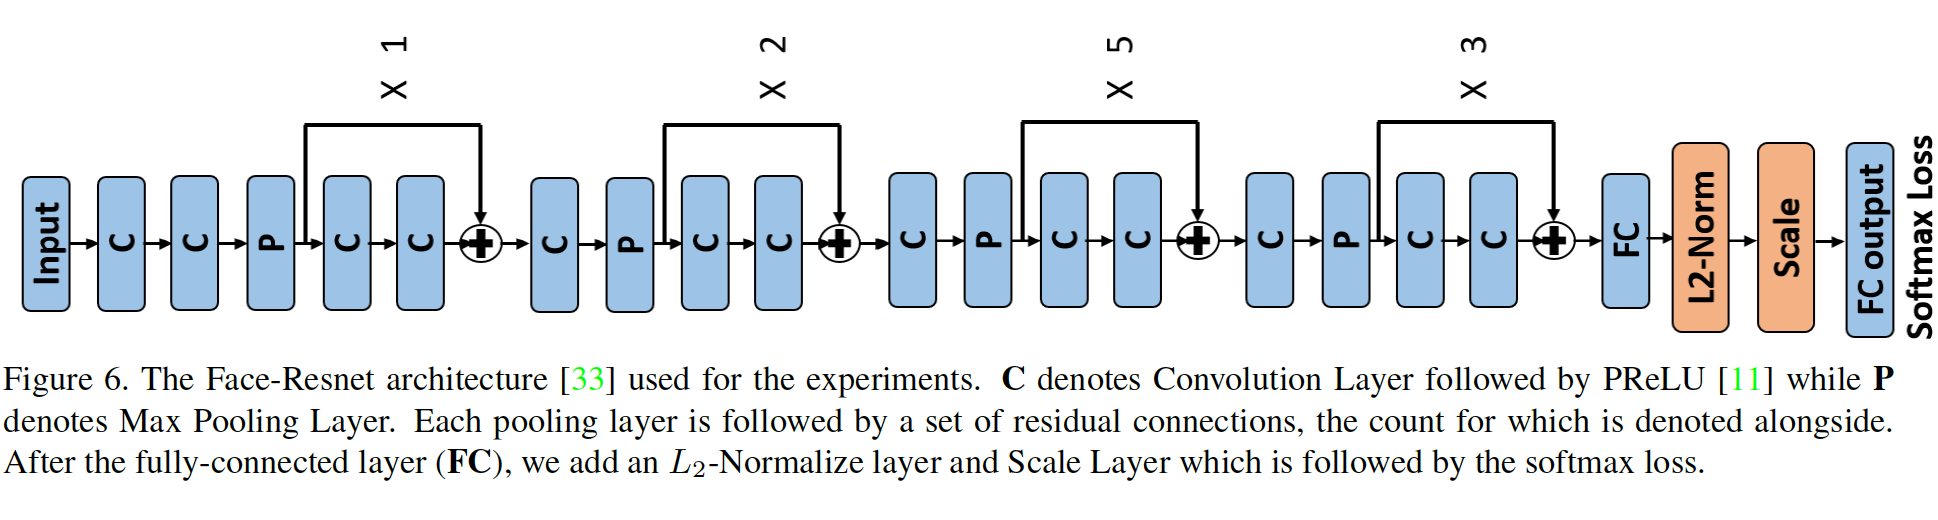 X 1
X 2
X 5
X 3
Input
C
C
P
C
C
C
P
C
C
C
P
C
C
C
P
C
C
FC
L2-Norm
Scale
FC output
Softmax Loss
Figure 6. The Face-Resnet architecture [33] used for the experiments. C denotes Convolution Layer followed by PReLU [11] while P
denotes Max Pooling Layer. Each pooling layer is followed by a set of residual connections, the count for which is denoted alongside.
After the fully-connected layer (FC), we add an L₂-Normalize layer and Scale Layer which is followed by the softmax loss.